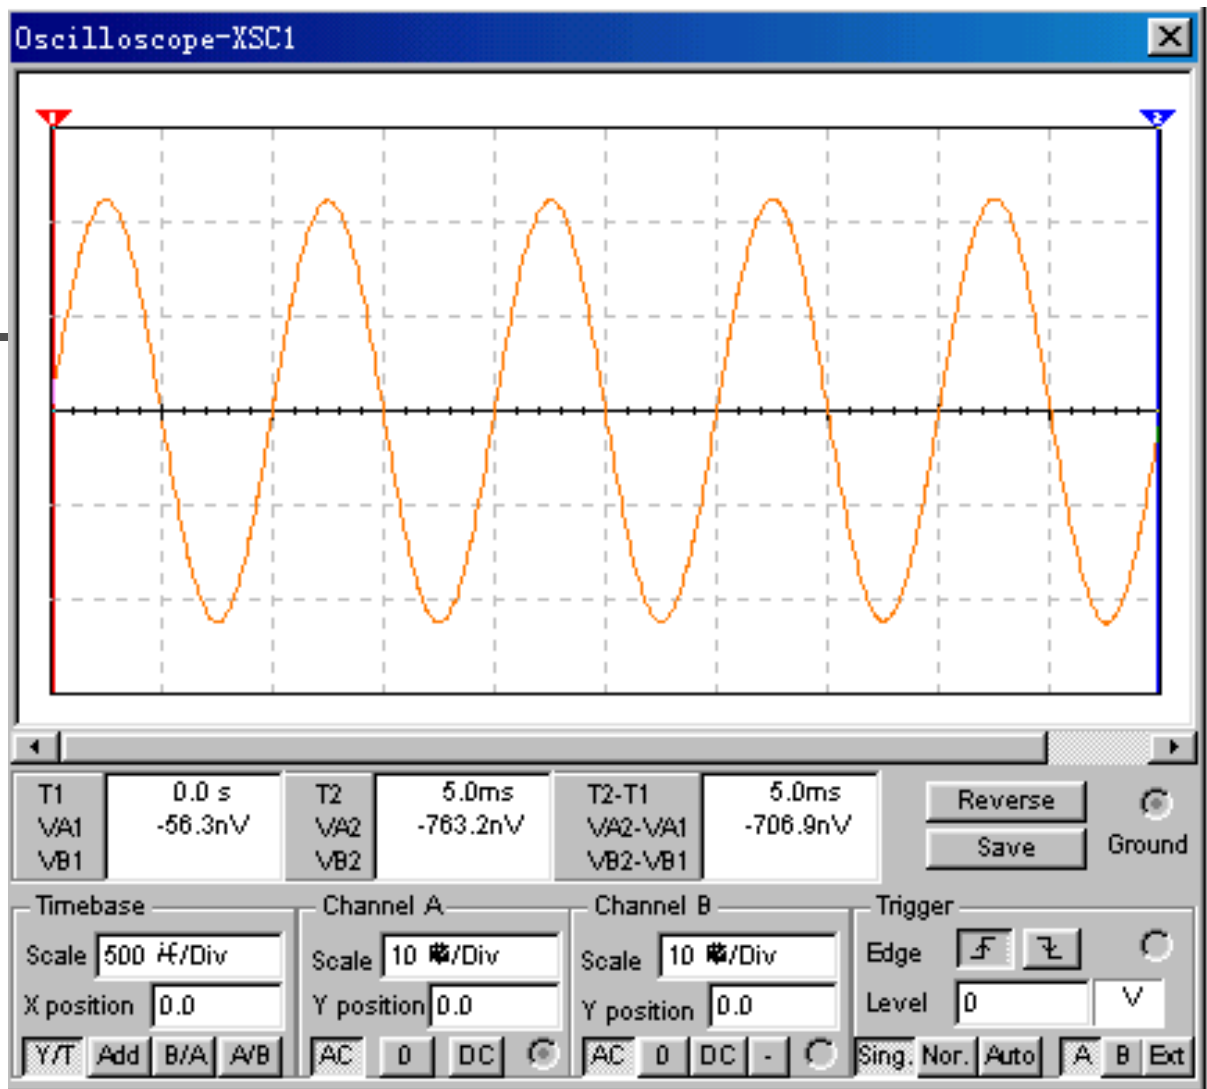 Oscilloscope-XSC1
1 2
T1 0.0 s T2 5.0ms T2-T1 5.0ms Reverse
VA1 -56.3nV VA2 -763.2nV VA2-VA1 -706.9nV
VB1 VB2 VB2-VB1 Save Ground
Timebase Channel A Channel B Trigger
Scale 500 /Div Scale 10 /Div Scale 10 /Div Edge
X position 0.0 Y position 0.0 Y position 0.0 Level 0 V
Y/T Add B/A A/B AC 0 DC AC 0 DC - Sing. Nor. Auto A B Ext